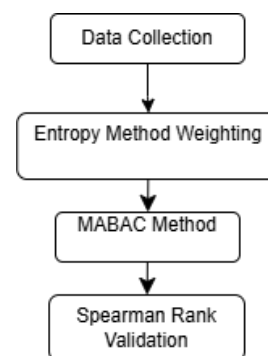 Data Collection
Entropy Method Weighting
MABAC Method
Spearman Rank
Validation